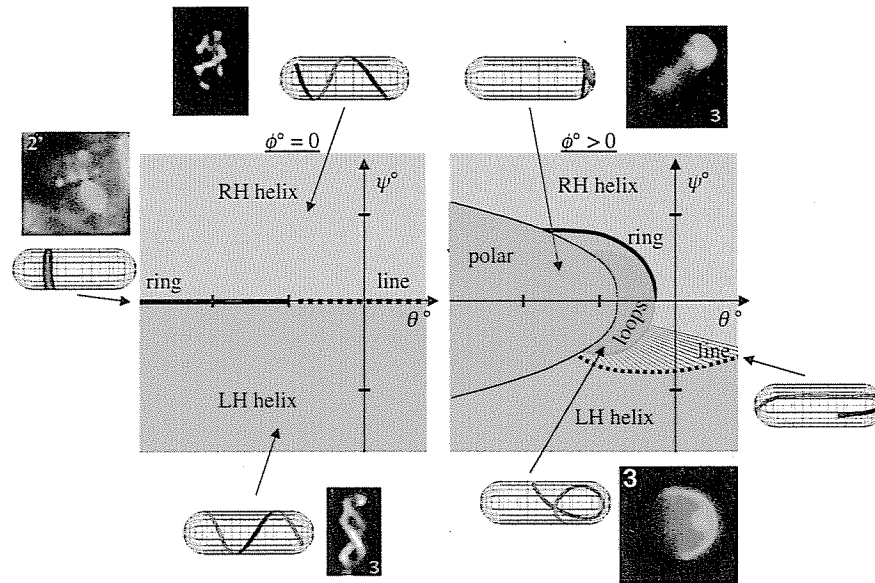 3
ϕ° = 0
ϕ° > 0
2
RH helix
ψ°
RH helix
ψ°
ring
polar
ring
line
θ°
loops
θ°
line
LH helix
LH helix
3
3